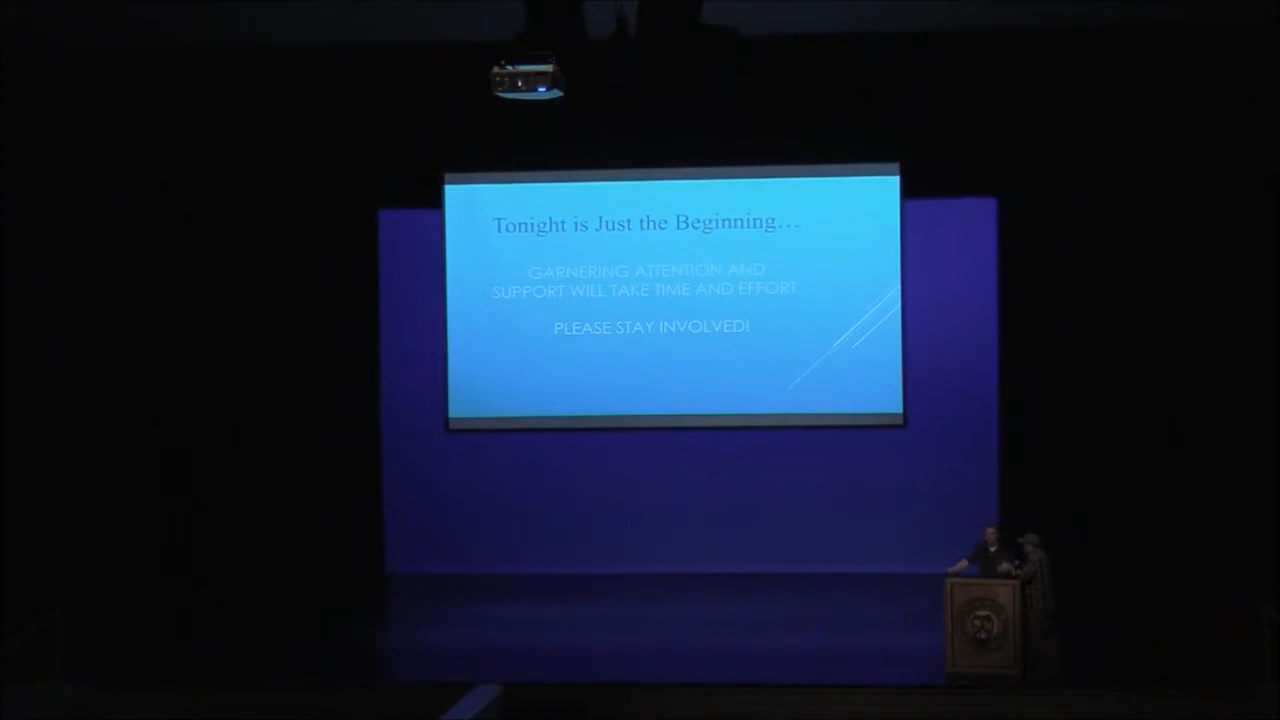 Tonight is Just the Beginning...
GARNERING ATTENTION AND
SUPPORT WILL TAKE TIME AND EFFORT
PLEASE STAY INVOLVED!